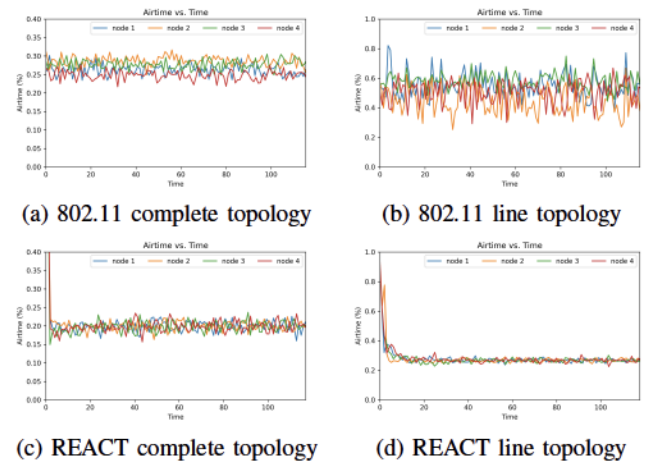 Airtime vs. Time
node 1 node 2 node 3 node 4
0.40
0.35
0.30
0.25
0.20
0.15
0.10
0.05
0.00
Airtime (%)
0 20 40 60 80 100
Time
(a) 802.11 complete topology
Airtime vs. Time
node 1 node 2 node 3 node 4
1.0
0.8
0.6
0.4
0.2
0.0
Airtime (%)
0 20 40 60 80 100
Time
(b) 802.11 line topology
Airtime vs. Time
node 1 node 2 node 3 node 4
0.40
0.35
0.30
0.25
0.20
0.15
0.10
0.05
0.00
Airtime (%)
0 20 40 60 80 100
Time
(c) REACT complete topology
Airtime vs. Time
node 1 node 2 node 3 node 4
1.0
0.8
0.6
0.4
0.2
0.0
Airtime (%)
0 20 40 60 80 100
Time
(d) REACT line topology